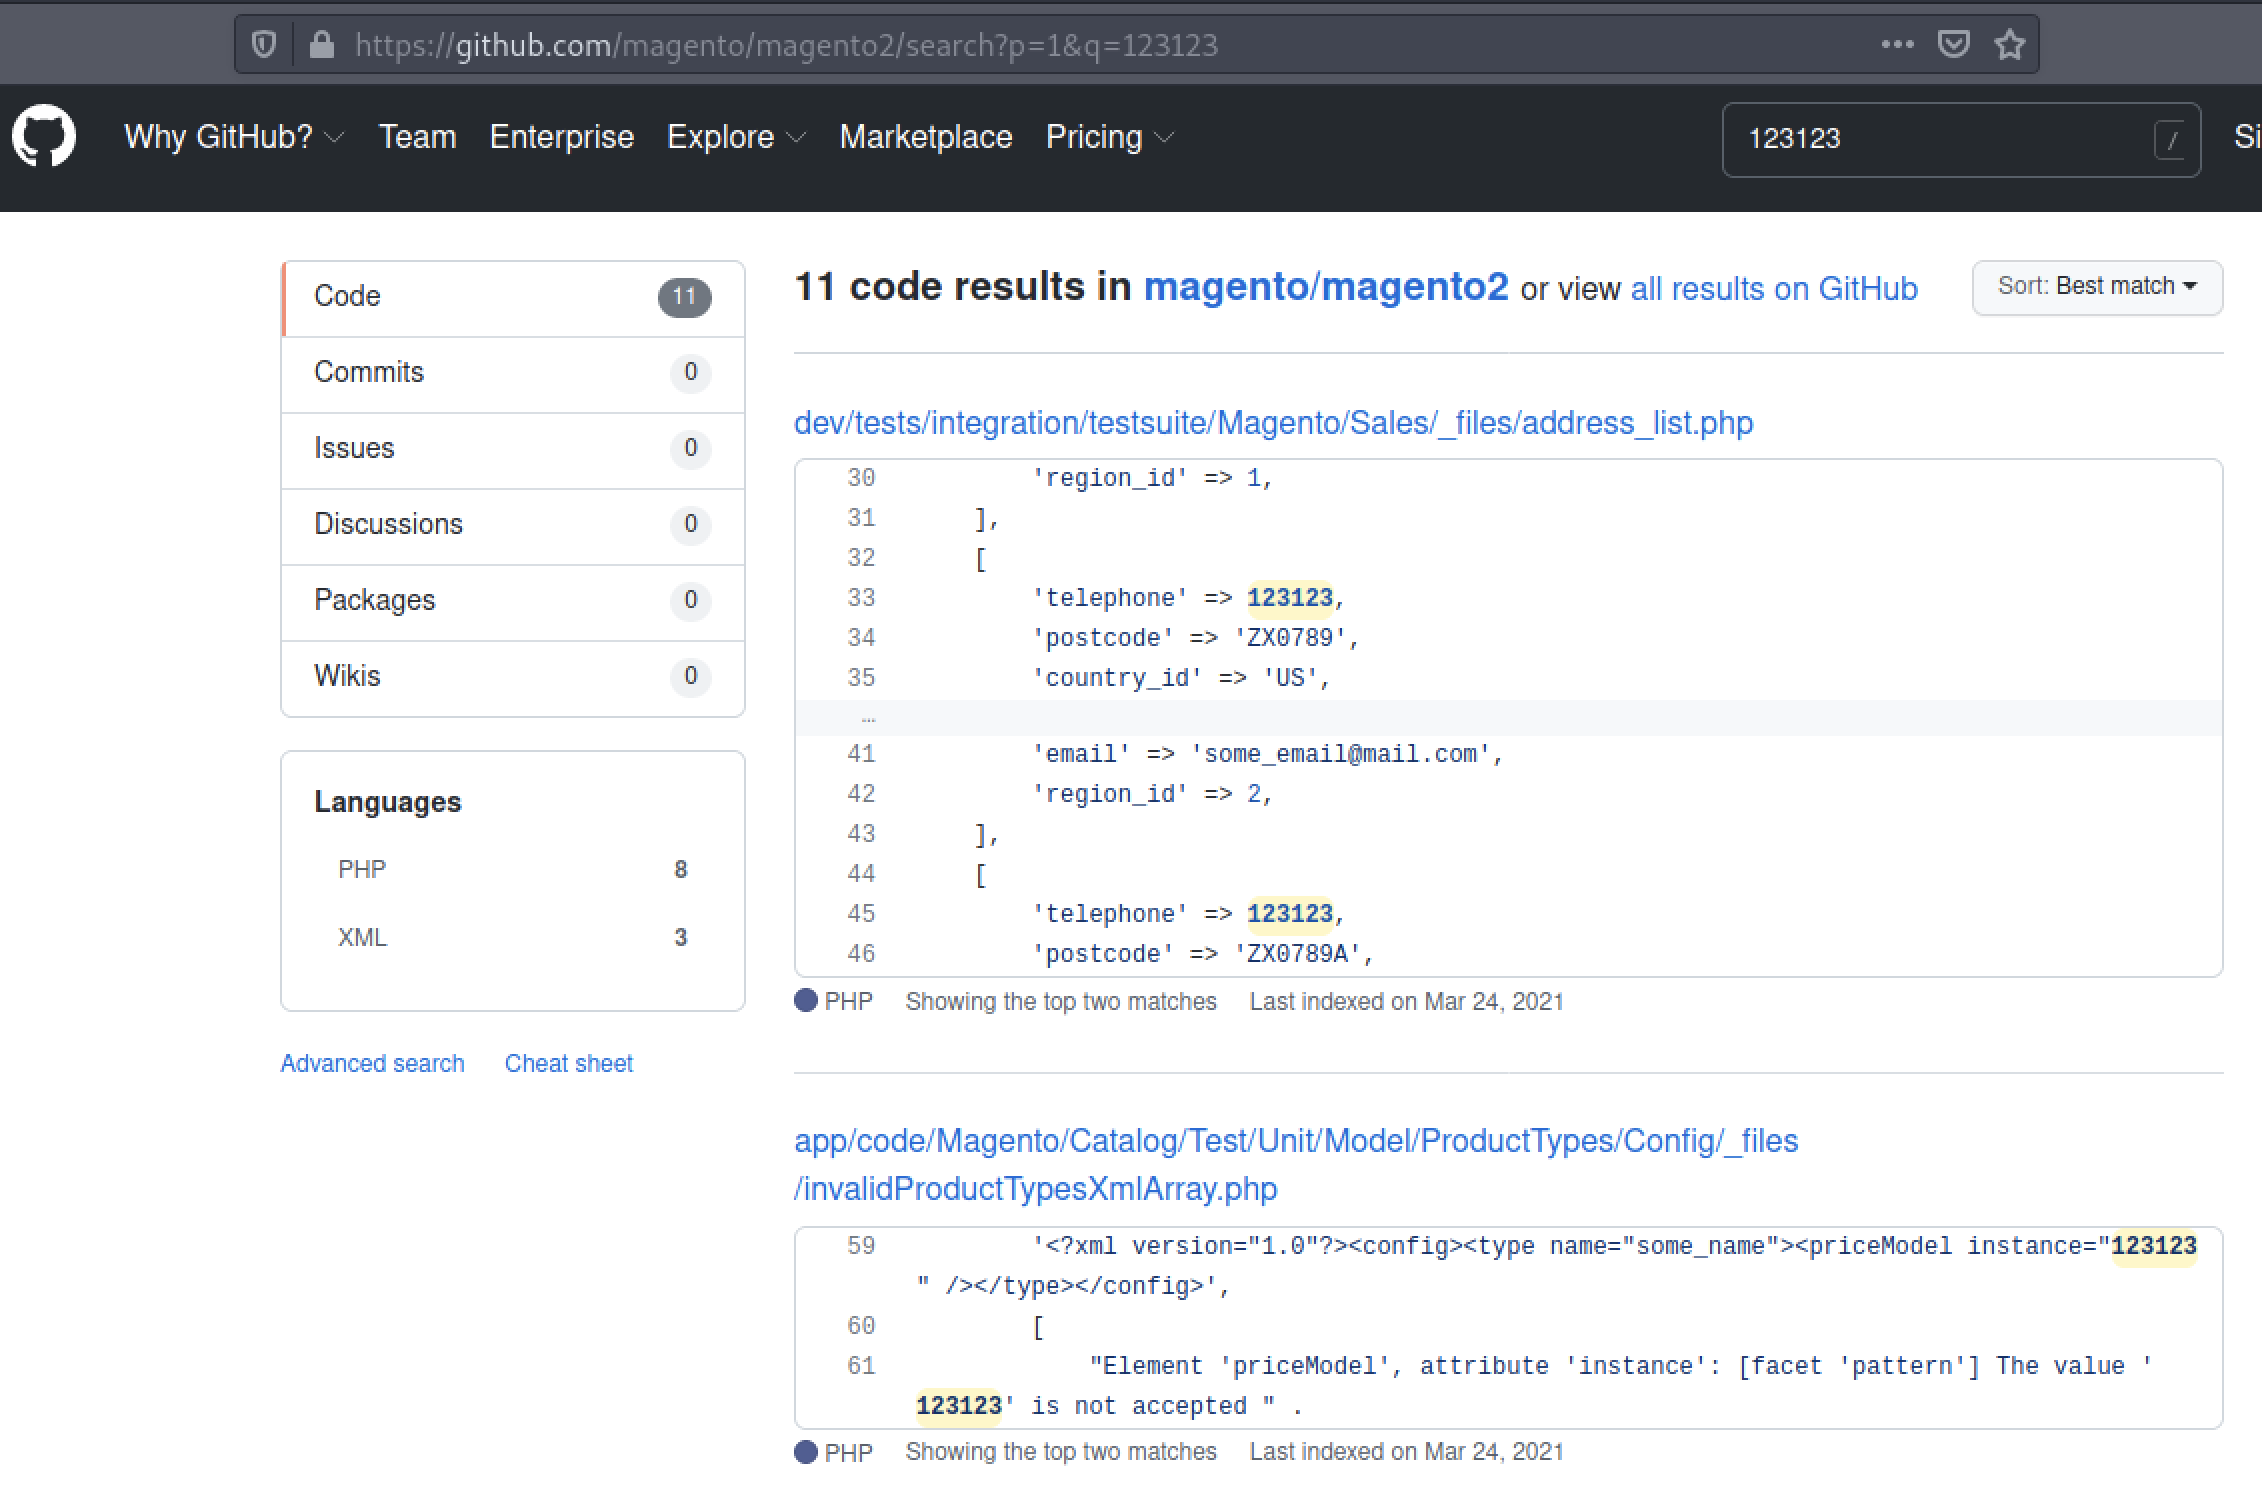 https://github.com/magento/magento2/search?p=1&q=123123
Why GitHub? Team Enterprise Explore Marketplace Pricing 123123 / Si
Code 11
Commits 0
Issues 0
Discussions 0
Packages 0
Wikis 0
Languages
PHP 8
XML 3
Advanced search Cheat sheet
11 code results in magento/magento2 or view all results on GitHub Sort: Best match
dev/tests/integration/testsuite/Magento/Sales/_files/address_list.php
30 'region_id' => 1,
31 ],
32 [
33 'telephone' => 123123,
34 'postcode' => 'ZX0789',
35 'country_id' => 'US',
…
41 'email' => 'some_email@mail.com',
42 'region_id' => 2,
43 ],
44 [
45 'telephone' => 123123,
46 'postcode' => 'ZX0789A',
PHP Showing the top two matches Last indexed on Mar 24, 2021
app/code/Magento/Catalog/Test/Unit/Model/ProductTypes/Config/_files
/invalidProductTypesXmlArray.php
59 '<?xml version="1.0"?><config><type name="some_name"><priceModel instance="123123
" /></type></config>',
60 [
61 "Element 'priceModel', attribute 'instance': [facet 'pattern'] The value '
123123' is not accepted " .
PHP Showing the top two matches Last indexed on Mar 24, 2021